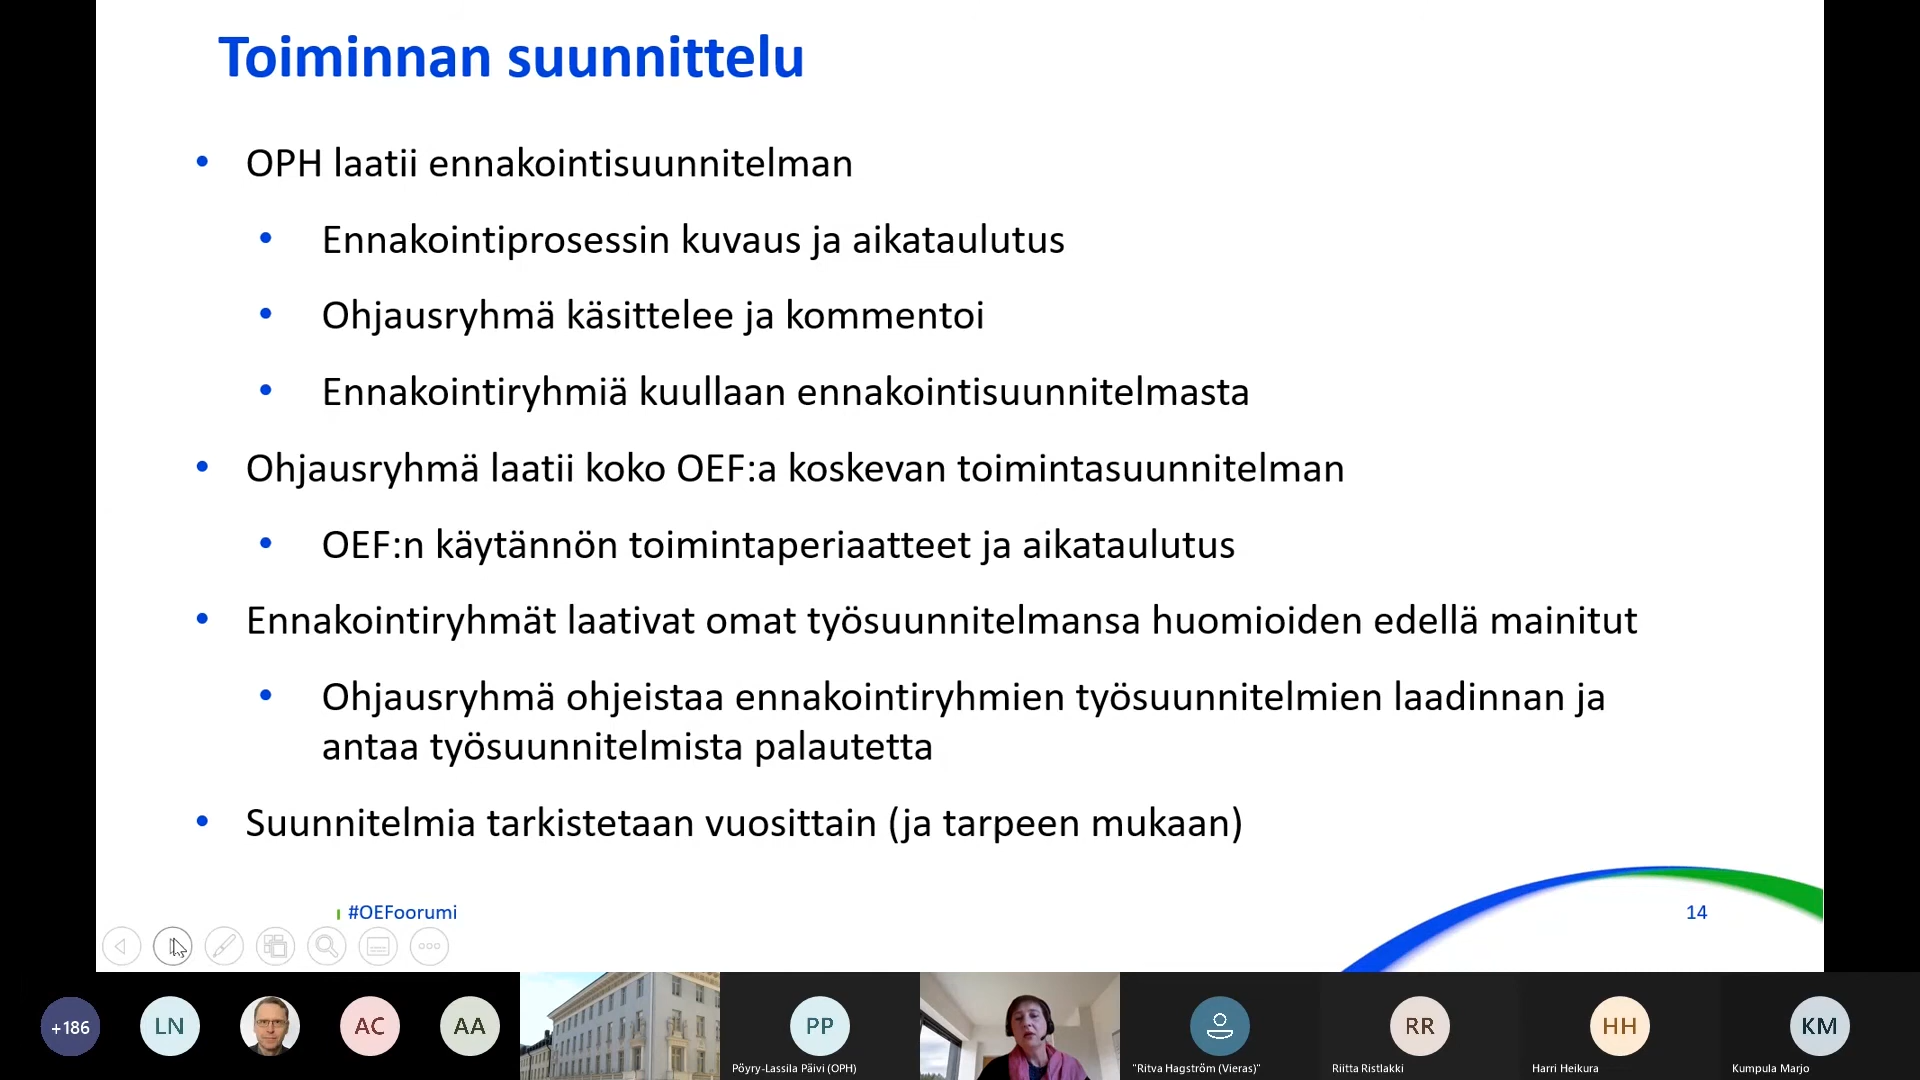 Toiminnan suunnittelu
• OPH laatii ennakointisuunnitelman
• Ennakointiprosessin kuvaus ja aikataulutus
• Ohjausryhmä käsittelee ja kommentoi
• Ennakointiryhmiä kuullaan ennakointisuunnitelmasta
• Ohjausryhmä laatii koko OEF:a koskevan toimintasuunnitelman
• OEF:n käytännön toimintaperiaatteet ja aikataulutus
• Ennakointiryhmät laativat omat työsuunnitelmansa huomioiden edellä mainitut
• Ohjausryhmä ohjeistaa ennakointiryhmien työsuunnitelmien laadinnan ja
antaa työsuunnitelmista palautetta
• Suunnitelmia tarkistetaan vuosittain (ja tarpeen mukaan)
#OEFoorumi
14
+186
LN
AC
AA
PP
RR
HH
KM
Pöyry-Lassila Päivi (OPH)
"Ritva Hagström (Vieras)"
Riitta Ristlakki
Harri Heikura
Kumpula Marjo